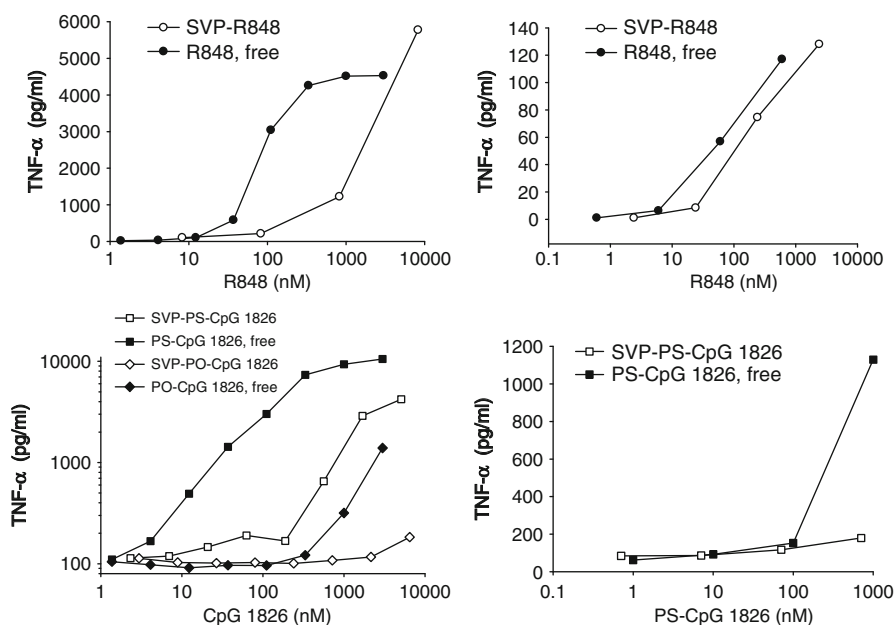 SVP-R848
R848, free
TNF-α (pg/ml)
6000
5000
4000
3000
2000
1000
0
1
10
100
1000
10000
R848 (nM)
SVP-R848
R848, free
TNF-α (pg/ml)
140
120
100
80
60
40
20
0
0.1
1
10
100
1000
10000
R848 (nM)
SVP-PS-CpG 1826
PS-CpG 1826, free
SVP-PO-CpG 1826
PO-CpG 1826, free
TNF-α (pg/ml)
10000
1000
100
1
10
100
1000
10000
CpG 1826 (nM)
SVP-PS-CpG 1826
PS-CpG 1826, free
TNF-α (pg/ml)
1200
1000
800
600
400
200
0
0.1
1
10
100
1000
PS-CpG 1826 (nM)